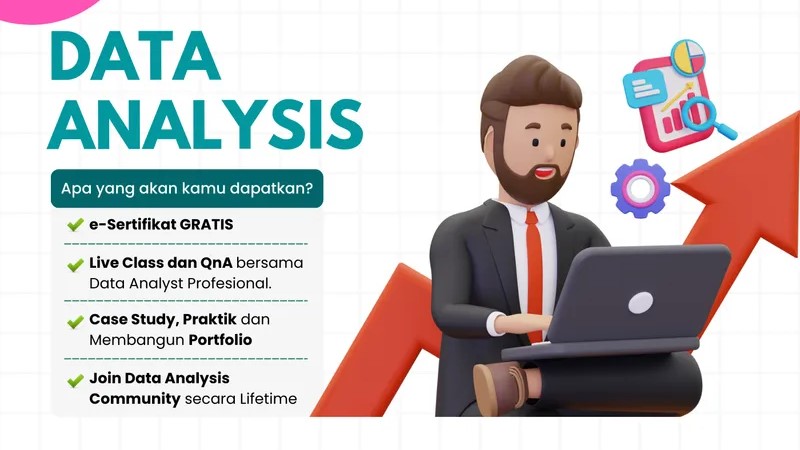 DATA
ANALYSIS
Apa yang akan kamu dapatkan?
e-Sertifikat GRATIS
Live Class dan QnA bersama
Data Analyst Profesional.
Case Study, Praktik dan
Membangun Portfolio
Join Data Analysis
Community secara Lifetime